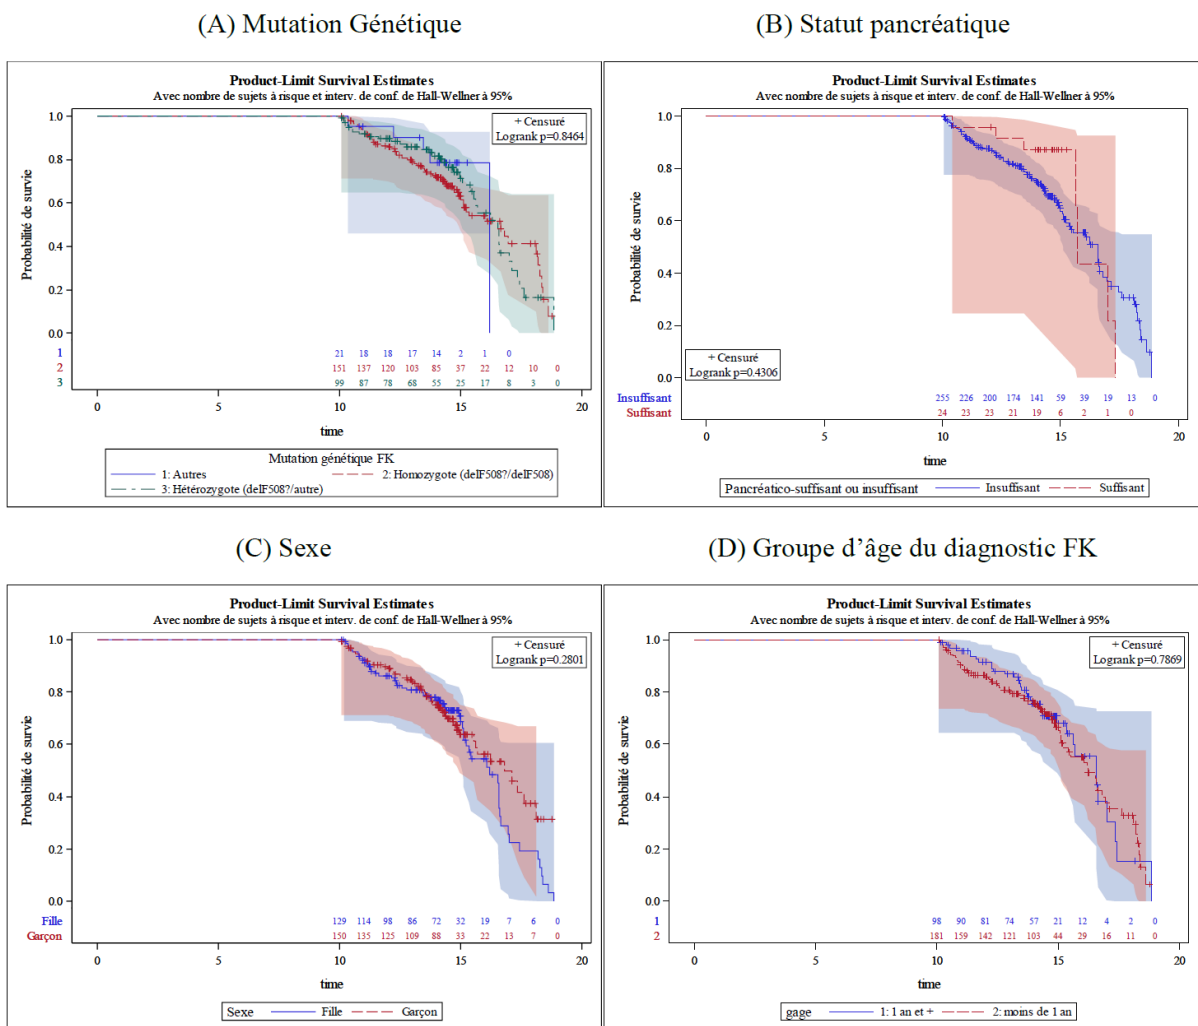 (A) Mutation Génétique
Product-Limit Survival Estimates
Avec nombre de sujets à risque et interv. de conf. de Hall-Wellner à 95%
+ Censuré
Logrank p=0.8464
Probabilité de survie
1.0
0.8
0.6
0.4
0.2
0.0
1 21 18 18 17 14 2 1 0
2 151 137 120 103 85 37 22 12 10 0
3 99 87 78 68 55 25 17 8 3 0
0 5 10 15 20
time
Mutation génétique FK
1: Autres 2: Homozygote (delF508?/delF508)
3: Hétérozygote (delF508?/autre)
(B) Statut pancréatique
Product-Limit Survival Estimates
Avec nombre de sujets à risque et interv. de conf. de Hall-Wellner à 95%
Probabilité de survie
1.0
0.8
0.6
0.4
0.2
0.0
+ Censuré
Logrank p=0.4306
Insuffisant 255 226 200 174 141 59 39 19 13 0
Suffisant 24 23 23 21 19 6 2 1 0
0 5 10 15 20
time
Pancréatico-suffisant ou insuffisant Insuffisant Suffisant
(C) Sexe
Product-Limit Survival Estimates
Avec nombre de sujets à risque et interv. de conf. de Hall-Wellner à 95%
+ Censuré
Logrank p=0.2801
Probabilité de survie
1.0
0.8
0.6
0.4
0.2
0.0
Fille 129 114 98 86 72 32 19 7 6 0
Garçon 150 135 125 109 88 33 22 13 7 0
0 5 10 15 20
time
Sexe Fille Garçon
(D) Groupe d’âge du diagnostic FK
Product-Limit Survival Estimates
Avec nombre de sujets à risque et interv. de conf. de Hall-Wellner à 95%
+ Censuré
Logrank p=0.7869
Probabilité de survie
1.0
0.8
0.6
0.4
0.2
0.0
1 98 90 81 74 57 21 12 4 2 0
2 181 159 142 121 103 44 29 16 11 0
0 5 10 15 20
time
gage 1: 1 an et + 2: moins de 1 an